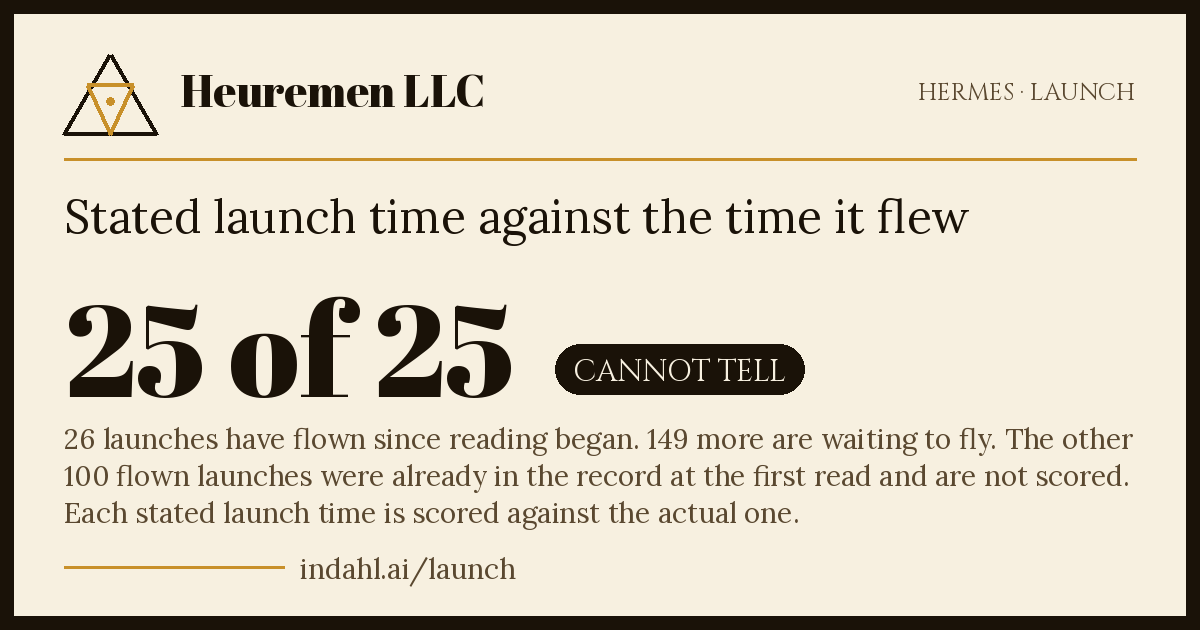 Heuremen LLC
HERMES · LAUNCH
Stated launch time against the time it flew
25 of 25
CANNOT TELL
26 launches have flown since reading began. 149 more are waiting to fly. The other
100 flown launches were already in the record at the first read and are not scored.
Each stated launch time is scored against the actual one.
indahl.ai/launch